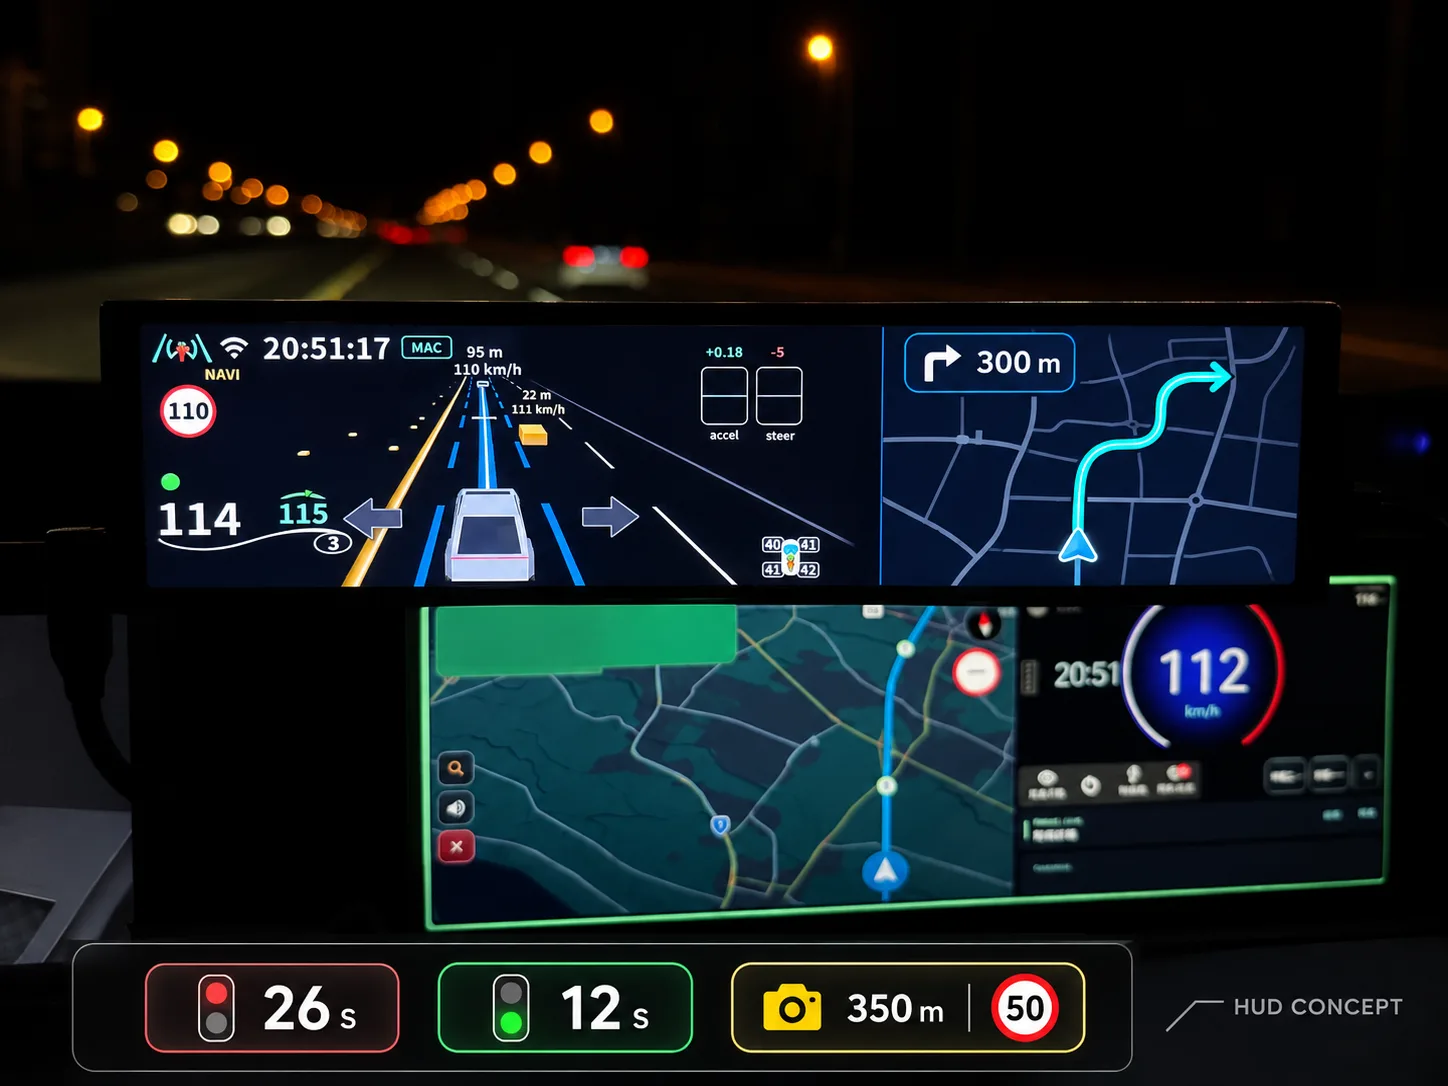 20:51:17 MAC
NAVI
110
95 m
110 km/h
22 m
111 km/h
+0.18 -5
accel steer
114
115
3
40 41
41 42
300 m
20:51
112
km/h
26 s
12 s
350 m 50
HUD CONCEPT